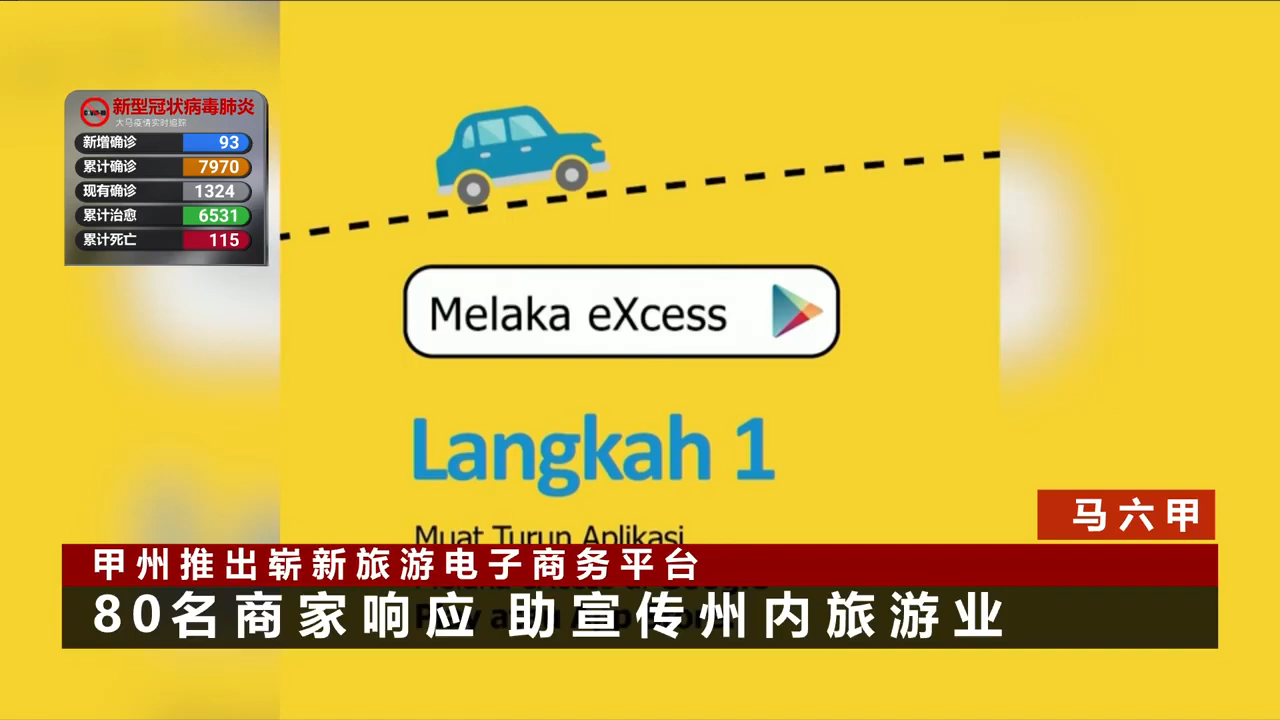 新型冠状病毒肺炎
大马疫情实时追踪
新增确诊 93
累计确诊 7970
现有确诊 1324
累计治愈 6531
累计死亡 115
Melaka eXcess
Langkah 1
Muat Turun Aplikasi
马六甲
甲州推出崭新旅游电子商务平台
80名商家响应 助宣传州内旅游业